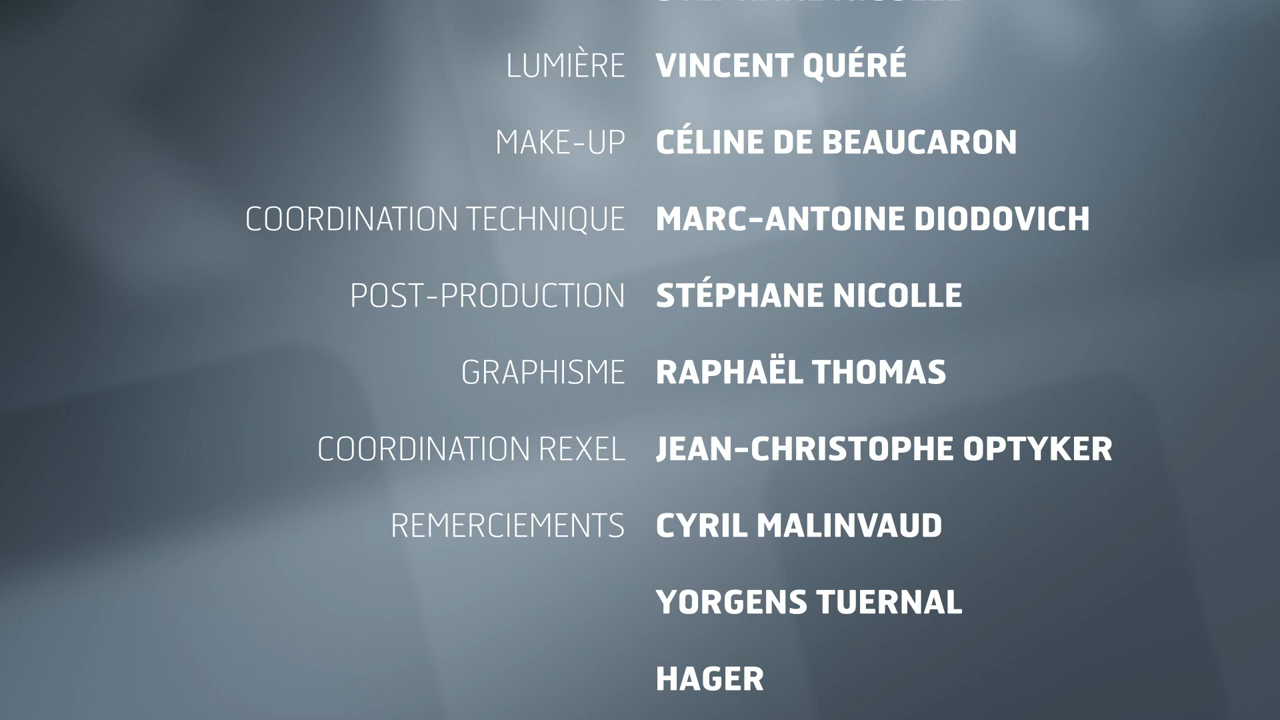 LUMIÈRE VINCENT QUÉRÉ
MAKE-UP CÉLINE DE BEAUCARON
COORDINATION TECHNIQUE MARC-ANTOINE DIODOVICH
POST-PRODUCTION STÉPHANE NICOLLE
GRAPHISME RAPHAËL THOMAS
COORDINATION REXEL JEAN-CHRISTOPHE OPTYKER
REMERCIEMENTS CYRIL MALINVAUD
YORGENS TUERNAL
HAGER